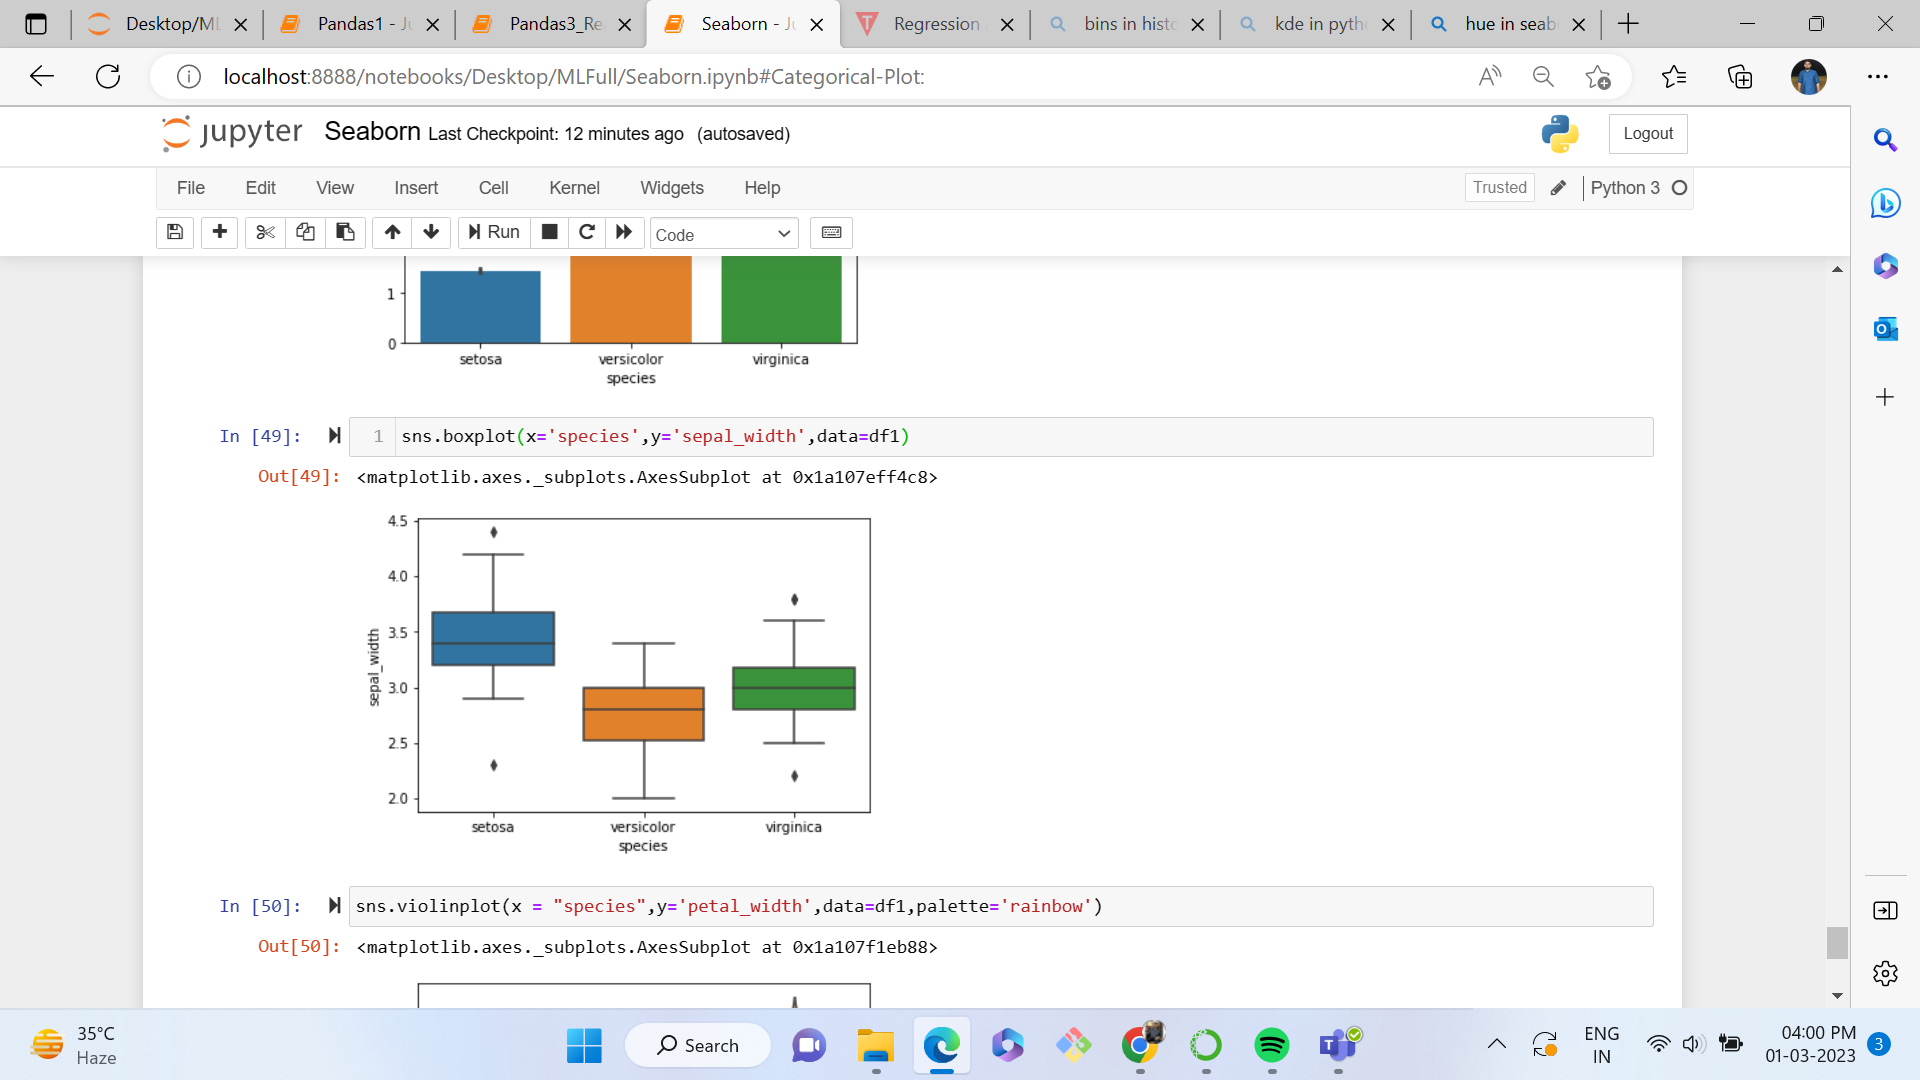 Desktop/ML
Pandas1 - Ju
Pandas3_Re
Seaborn - Ju
Regression
bins in histo
kde in pytho
hue in seab
localhost:8888/notebooks/Desktop/MLFull/Seaborn.ipynb#Categorical-Plot:
jupyter Seaborn Last Checkpoint: 12 minutes ago (autosaved)
Logout
File Edit View Insert Cell Kernel Widgets Help
Trusted Python 3
Run Code
1
0
setosa versicolor virginica
species
In [49]: 1 sns.boxplot(x='species',y='sepal_width',data=df1)
Out[49]: <matplotlib.axes._subplots.AxesSubplot at 0x1a107eff4c8>
4.5
4.0
3.5
3.0
2.5
2.0
sepal_width
setosa versicolor virginica
species
In [50]: sns.violinplot(x = "species",y='petal_width',data=df1,palette='rainbow')
Out[50]: <matplotlib.axes._subplots.AxesSubplot at 0x1a107f1eb88>
35°C
Haze
Search
ENG
IN
04:00 PM
01-03-2023
3